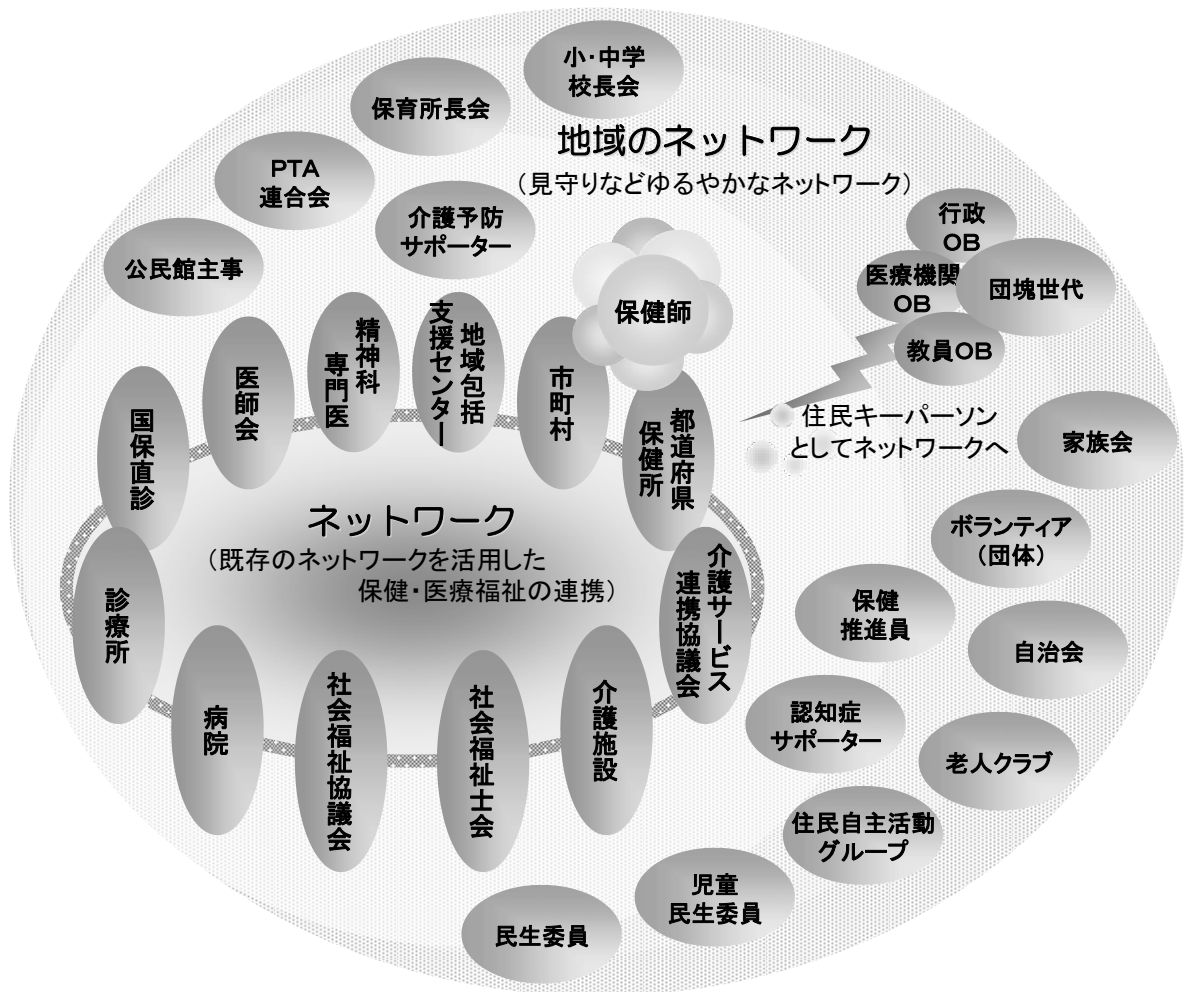 小・中学
校長会
保育所長会
地域のネットワーク
（見守りなどゆるやかなネットワーク）
PTA
連合会
介護予防
サポーター
公民館主事
行政
OB
医療機関
OB
団塊世代
教員OB
保健師
住民キーパーソン
としてネットワークへ
国保直診
医師会
精神科
専門医
地域包括
支援センター
市町村
都道府県
保健所
家族会
ネットワーク
（既存のネットワークを活用した
保健・医療福祉の連携）
ボランティア
（団体）
介護サービス
連携協議会
診療所
保健
推進員
自治会
病院
社会福祉協議会
社会福祉士会
介護施設
認知症
サポーター
老人クラブ
住民自主活動
グループ
児童
民生委員
民生委員